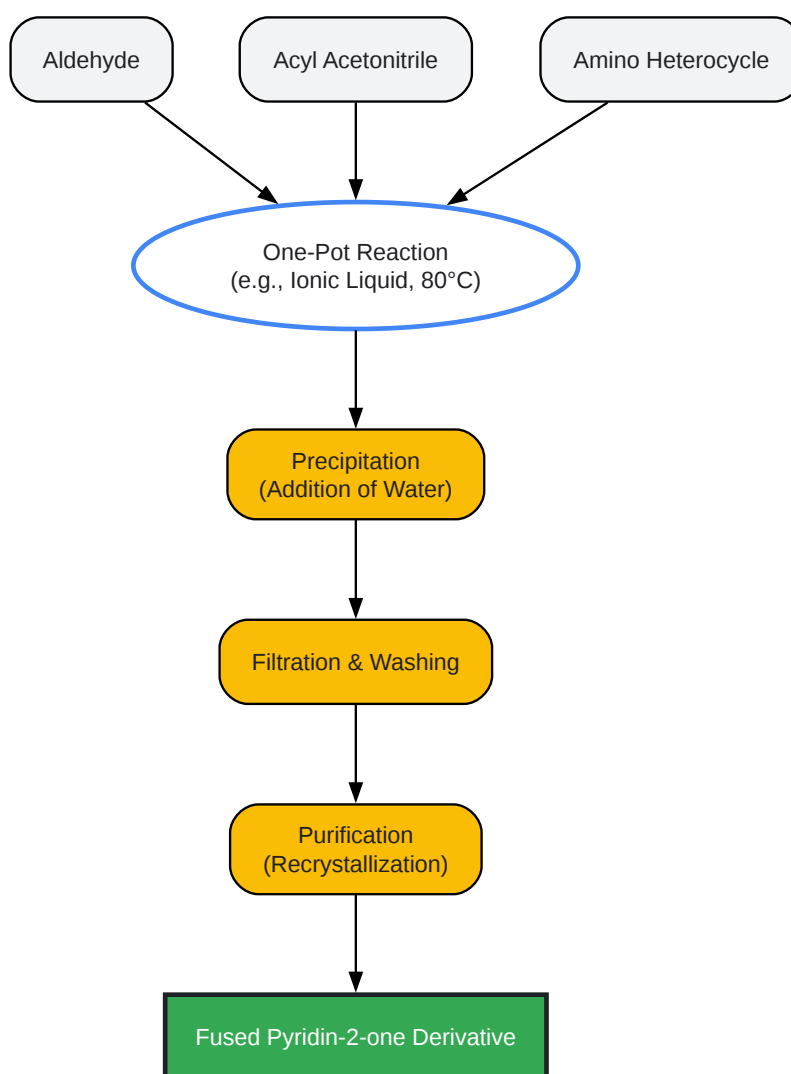 Aldehyde
Acyl Acetonitrile
Amino Heterocycle
One-Pot Reaction
(e.g., Ionic Liquid, 80°C)
Precipitation
(Addition of Water)
Filtration & Washing
Purification
(Recrystallization)
Fused Pyridin-2-one Derivative